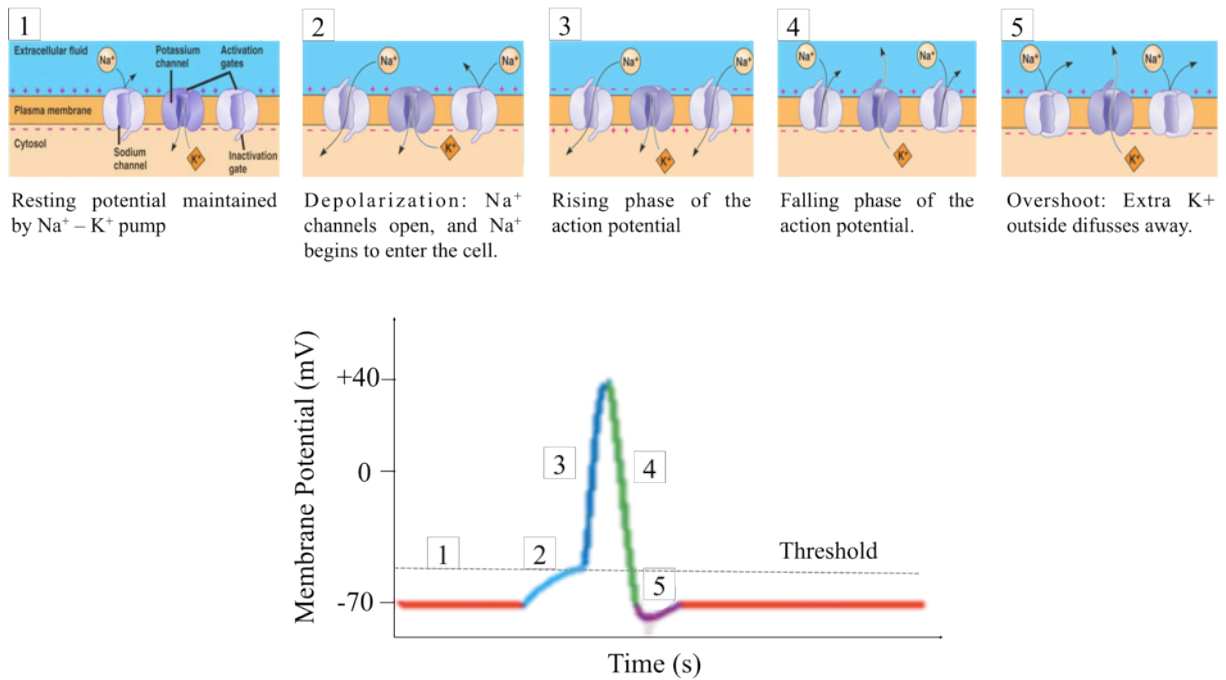 1
2
3
4
5
Extracellular fluid
Na⁺
Potassium
channel
Activation
gates
Plasma membrane
Cytosol
Sodium
channel
K⁺
Inactivation
gate
Na⁺
Na⁺
K⁺
Na⁺
Na⁺
K⁺
Na⁺
Na⁺
K⁺
Na⁺
Na⁺
K⁺
Resting potential maintained
by Na⁺ – K⁺ pump
Depolarization: Na⁺
channels open, and Na⁺
begins to enter the cell.
Rising phase of the
action potential
Falling phase of the
action potential.
Overshoot: Extra K+
outside difusses away.
Membrane Potential (mV)
+40
0
-70
1
2
3
4
5
Threshold
Time (s)